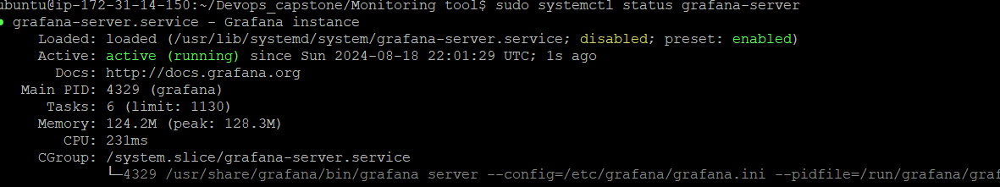 ubuntu@ip-172-31-14-150:~/Devops_capstone/Monitoring tool$ sudo systemctl status grafana-server
● grafana-server.service - Grafana instance
Loaded: loaded (/usr/lib/systemd/system/grafana-server.service; disabled; preset: enabled)
Active: active (running) since Sun 2024-08-18 22:01:29 UTC; 1s ago
Docs: http://docs.grafana.org
Main PID: 4329 (grafana)
Tasks: 6 (limit: 1130)
Memory: 124.2M (peak: 128.3M)
CPU: 231ms
CGroup: /system.slice/grafana-server.service
└─4329 /usr/share/grafana/bin/grafana server --config=/etc/grafana/grafana.ini --pidfile=/run/grafana/graf